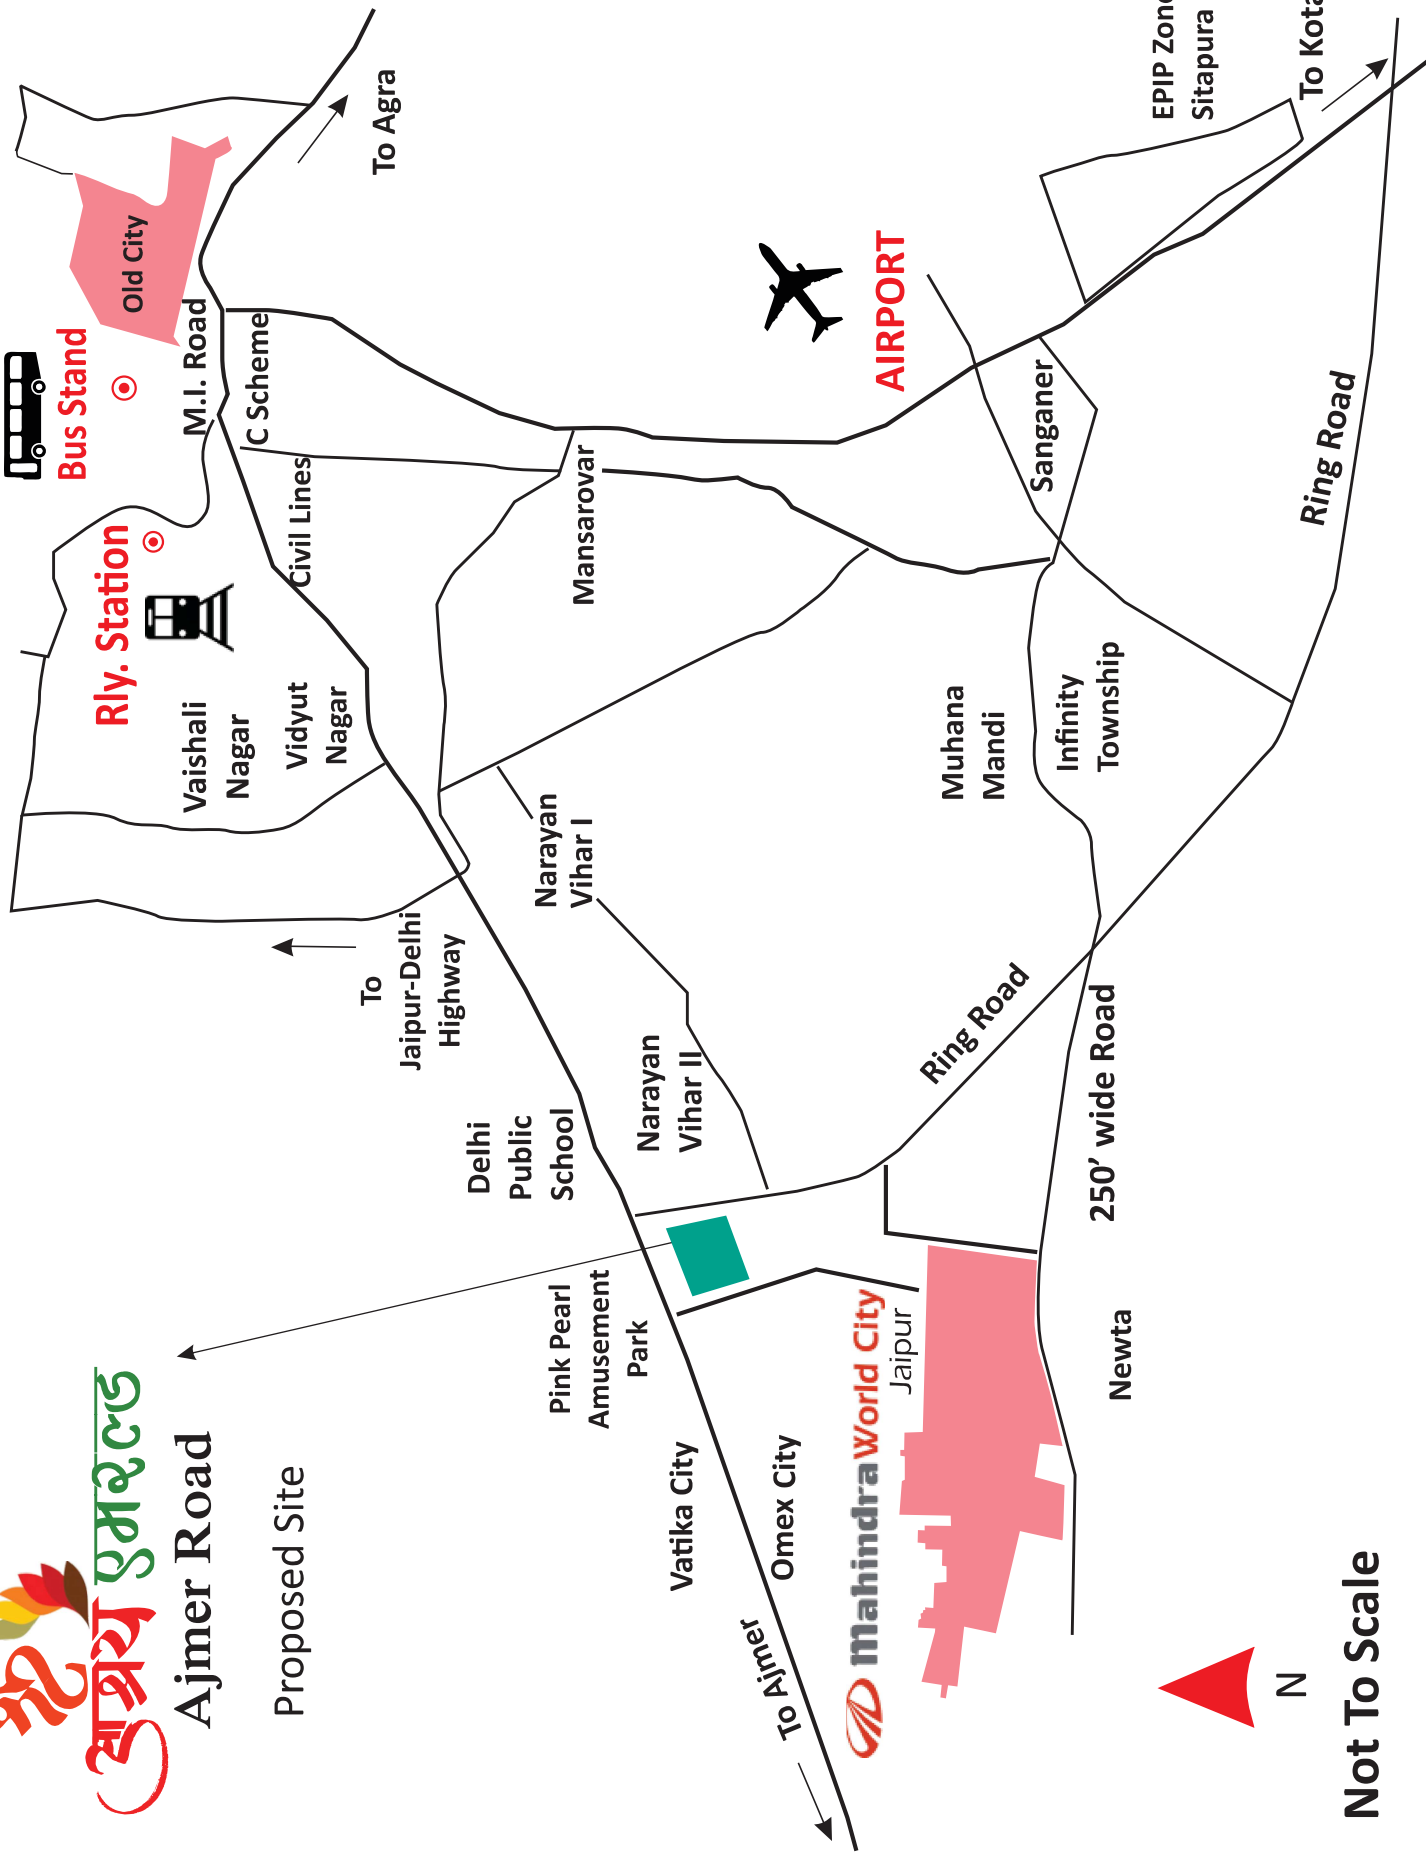 आश्रय एमरल्ड
Ajmer Road
Proposed Site
Bus Stand
Rly. Station
Old City
M.I. Road
C Scheme
Civil Lines
Vaishali
Nagar
Vidyut
Nagar
To Agra
To
Jaipur-Delhi
Highway
Delhi
Public
School
Pink Pearl
Amusement
Park
Vatika City
Omex City
To Ajmer
Mansarovar
Narayan
Vihar I
Narayan
Vihar II
AIRPORT
Sanganer
Muhana
Mandi
Infinity
Township
Ring Road
Ring Road
250' wide Road
mahindra World City
Jaipur
Newta
EPIP Zone
Sitapura
To Kota
N
Not To Scale